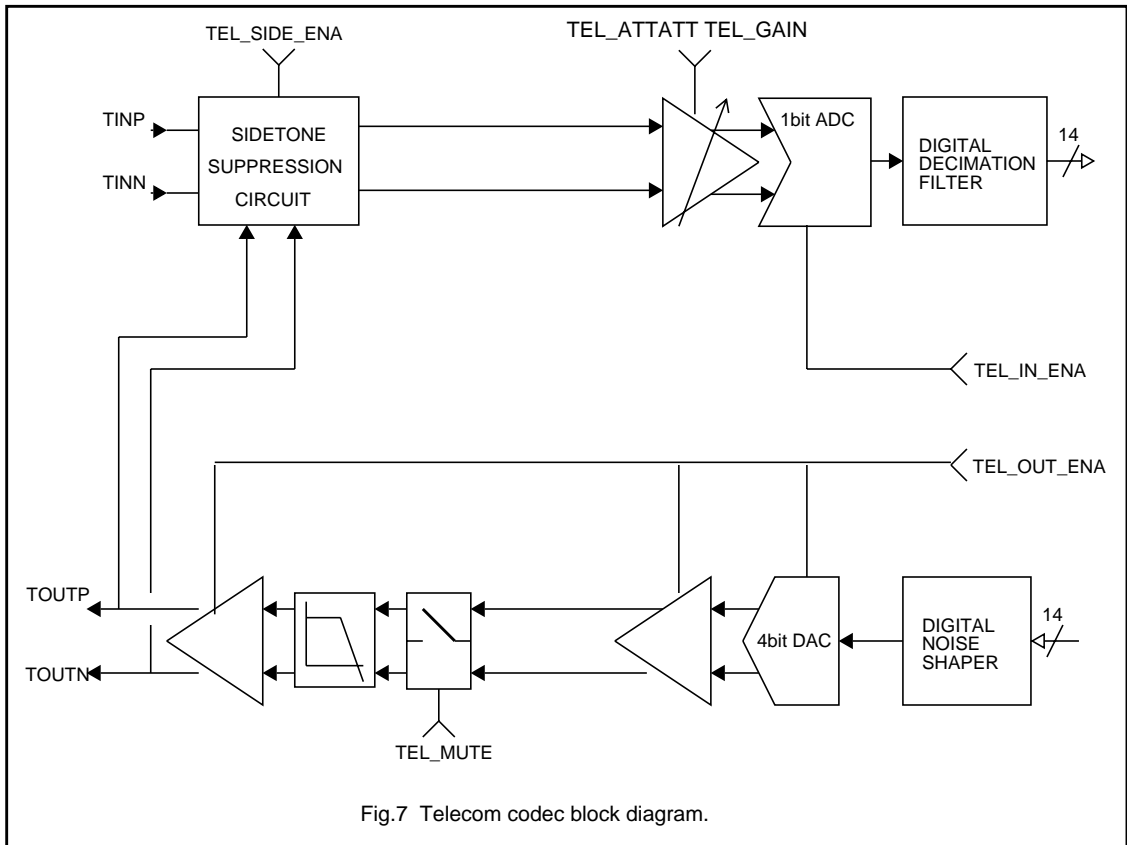 TEL_SIDE_ENA
TEL_ATTATT TEL_GAIN
TINP
TINN
SIDETONE
SUPPRESSION
CIRCUIT
1bit ADC
DIGITAL
DECIMATION
FILTER
14
TEL_IN_ENA
TEL_OUT_ENA
TOUTP
TOUTN
4bit DAC
DIGITAL
NOISE
SHAPER
14
TEL_MUTE
Fig.7 Telecom codec block diagram.